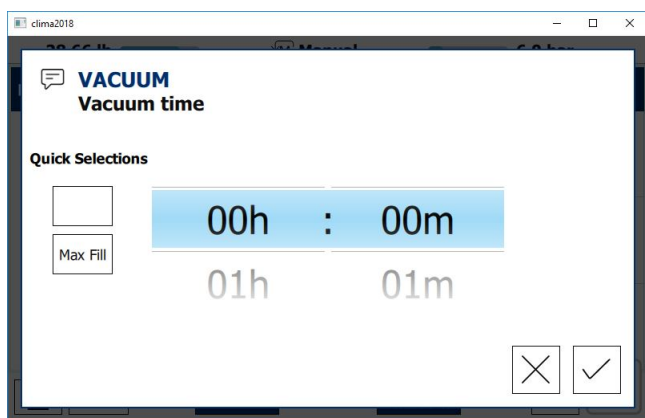 clima2018
VACUUM
Vacuum time
Quick Selections
00h : 00m
Max Fill
01h 01m